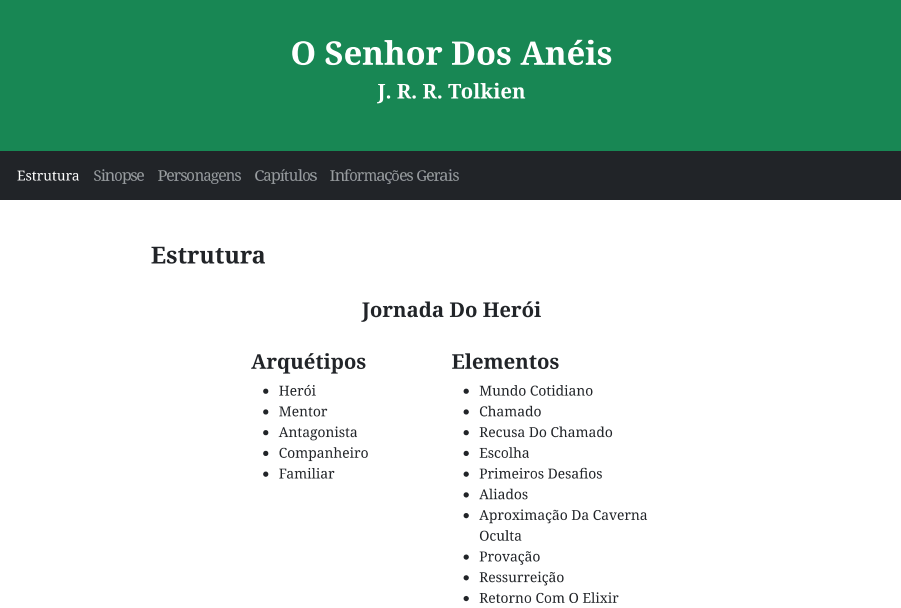 O Senhor Dos Anéis
J. R. R. Tolkien
Estrutura Sinopse Personagens Capítulos Informações Gerais
Estrutura
Jornada Do Herói
Arquétipos
Herói
Mentor
Antagonista
Companheiro
Familiar
Elementos
Mundo Cotidiano
Chamado
Recusa Do Chamado
Escolha
Primeiros Desafios
Aliados
Aproximação Da Caverna
Oculta
Provação
Ressurreição
Retorno Com O Elixir